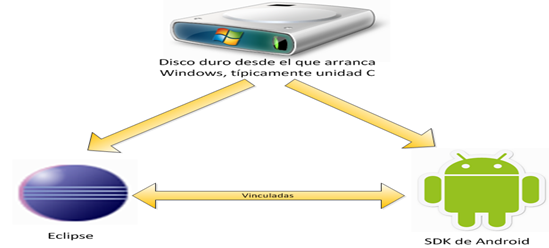 Disco duro desde el que arranca
Windows, típicamente unidad C
Vinculadas
Eclipse
SDK de Android